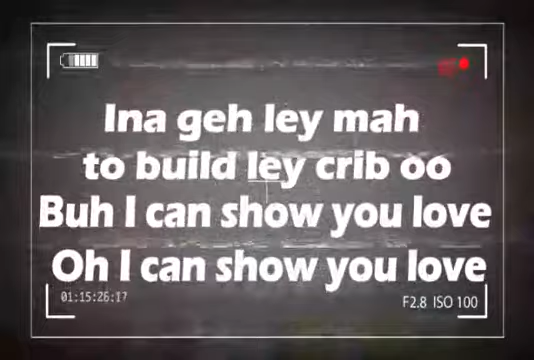 Ina geh ley mah
to build ley crib oo
Buh I can show you love
Oh I can show you love
01:15:26:17
F2.8 ISO 100